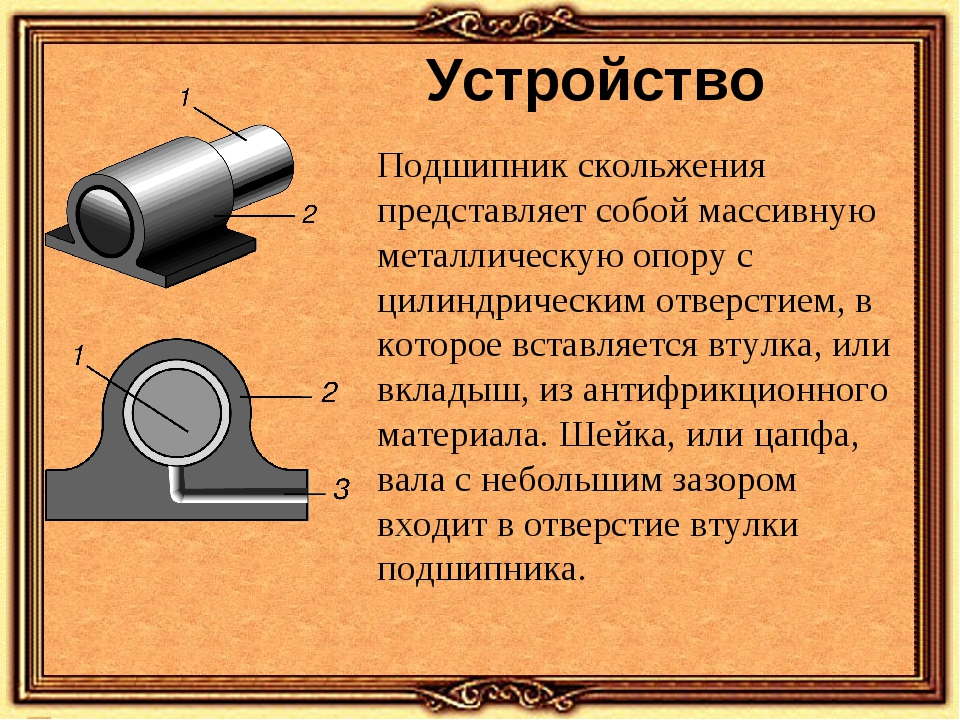 Устройство
1
2
1
2
3
Подшипник скольжения
представляет собой массивную
металлическую опору с
цилиндрическим отверстием, в
которое вставляется втулка, или
вкладыш, из антифрикционного
материала. Шейка, или цапфа,
вала с небольшим зазором
входит в отверстие втулки
подшипника.